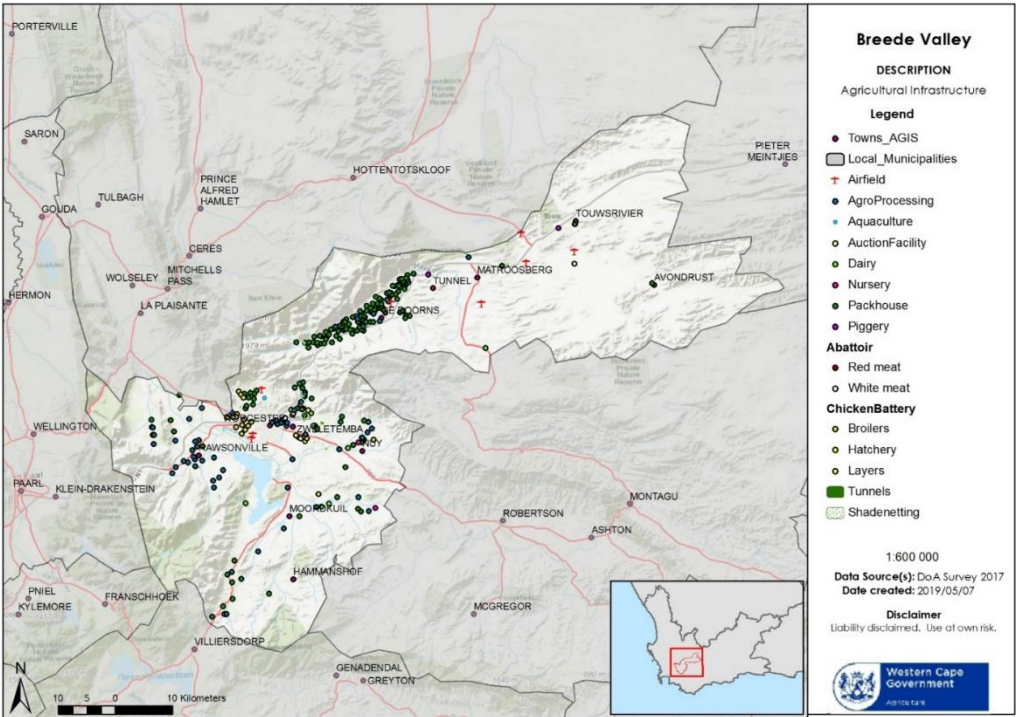 PORTERVILLE
SARON
PIETER
MEINTJIES
HOTTENTOTSKLOOF
PRINCE
ALFRED
HAMLET
TULBAGH
GOUDA
TOUWSRIVIER
CERES
MITCHELLS
PASS
WOLSELEY
MATROOSBERG
TUNNEL
AVONDRUST
HERMON
LA PLAISANTE
DOORNS
WELLINGTON
ZWELETEMBA
RAWSONVILLE
NUY
PAARL
KLEIN-DRAKENSTEIN
MONTAGU
MOORDKUIL
ROBERTSON
ASHTON
HAMMANSHOF
PNIEL
KYLEMORE
FRANSCHHOEK
MCGREGOR
VILLIERSDORP
GENADENDAL
GREYTON
N
10 5 0 10 Kilometers
Breede Valley
DESCRIPTION
Agricultural Infrastructure
Legend
Towns_AGIS
Local_Municipalities
Airfield
AgroProcessing
Aquaculture
AuctionFacility
Dairy
Nursery
Packhouse
Piggery
Abattoir
Red meat
White meat
ChickenBattery
Broilers
Hatchery
Layers
Tunnels
Shadenetting
1:600 000
Data Source(s): DoA Survey 2017
Date created: 2019/05/07
Disclaimer
Liability disclaimed. Use at own risk.
Western Cape
Government
Agriculture